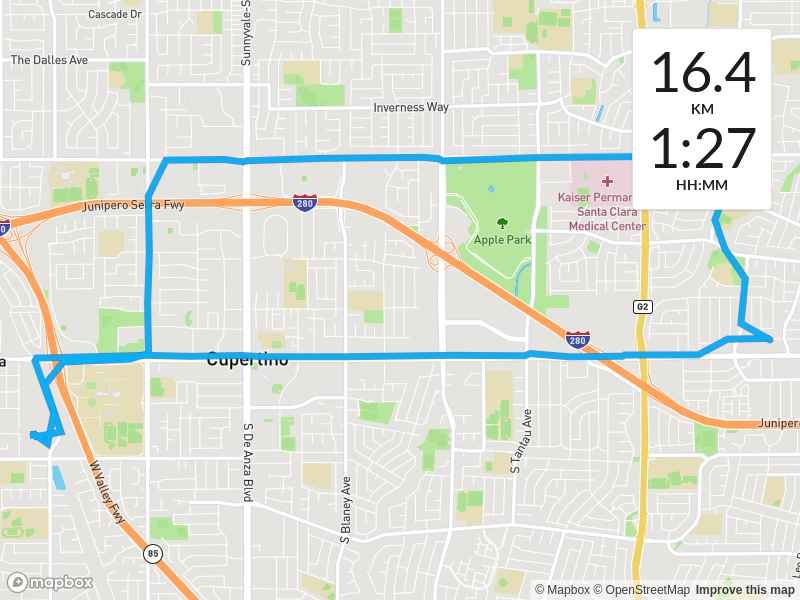 Cascade Dr
Sunnyvale-S
The Dalles Ave
Inverness Way
16.4
KM
1:27
HH:MM
Junipero Serra Fwy
280
Kaiser Perman
Santa Clara
Medical Center
Apple Park
G2
280
Cupertino
a
S De Anza Blvd
S Blaney Ave
S Tantau Ave
Junipero
W Valley Fwy
85
mapbox
© Mapbox © OpenStreetMap Improve this map